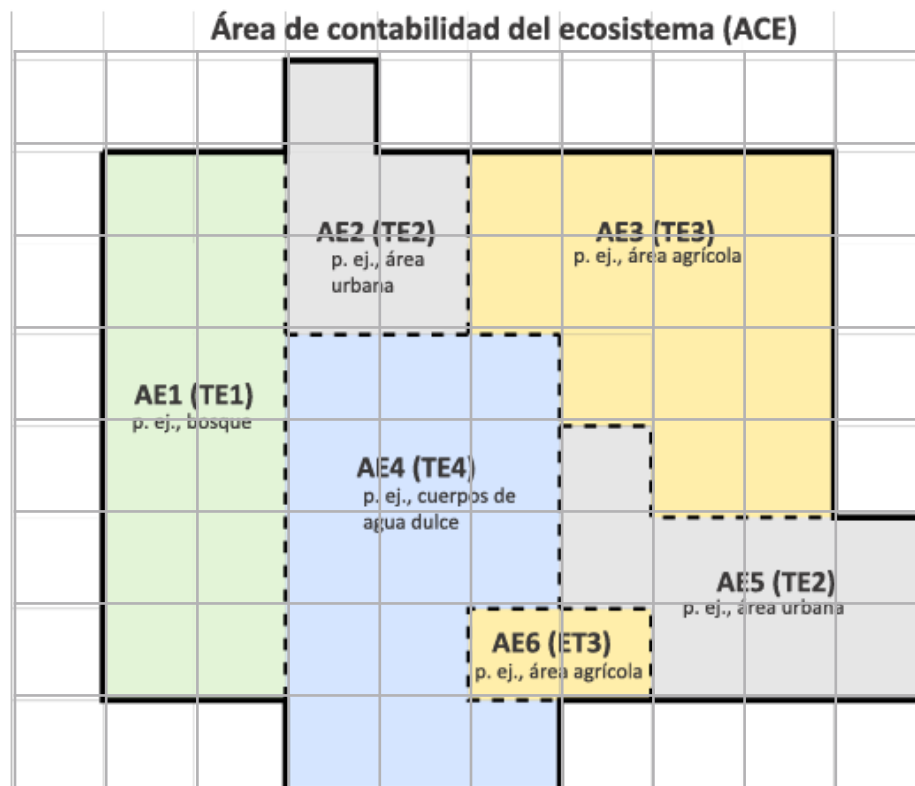 Área de contabilidad del ecosistema (ACE)
AE2 (TE2)
p. ej., área
urbana
AE3 (TE3)
p. ej., área agrícola
AE1 (TE1)
p. ej., bosque
AE4 (TE4)
p. ej., cuerpos de
agua dulce
AE5 (TE2)
p. ej., área urbana
AE6 (ET3)
p. ej., área agrícola